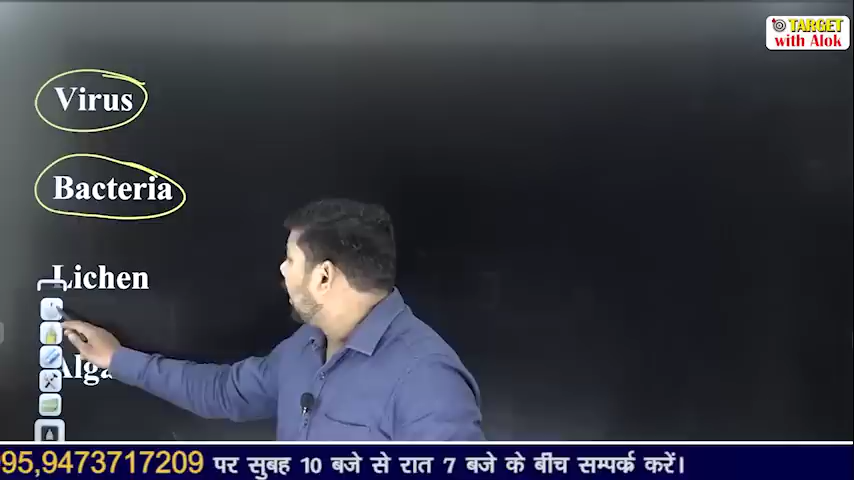 TARGET
with Alok
Virus
Bacteria
Lichen
95,9473717209 पर सुबह 10 बजे से रात 7 बजे के बीच सम्पर्क करें।